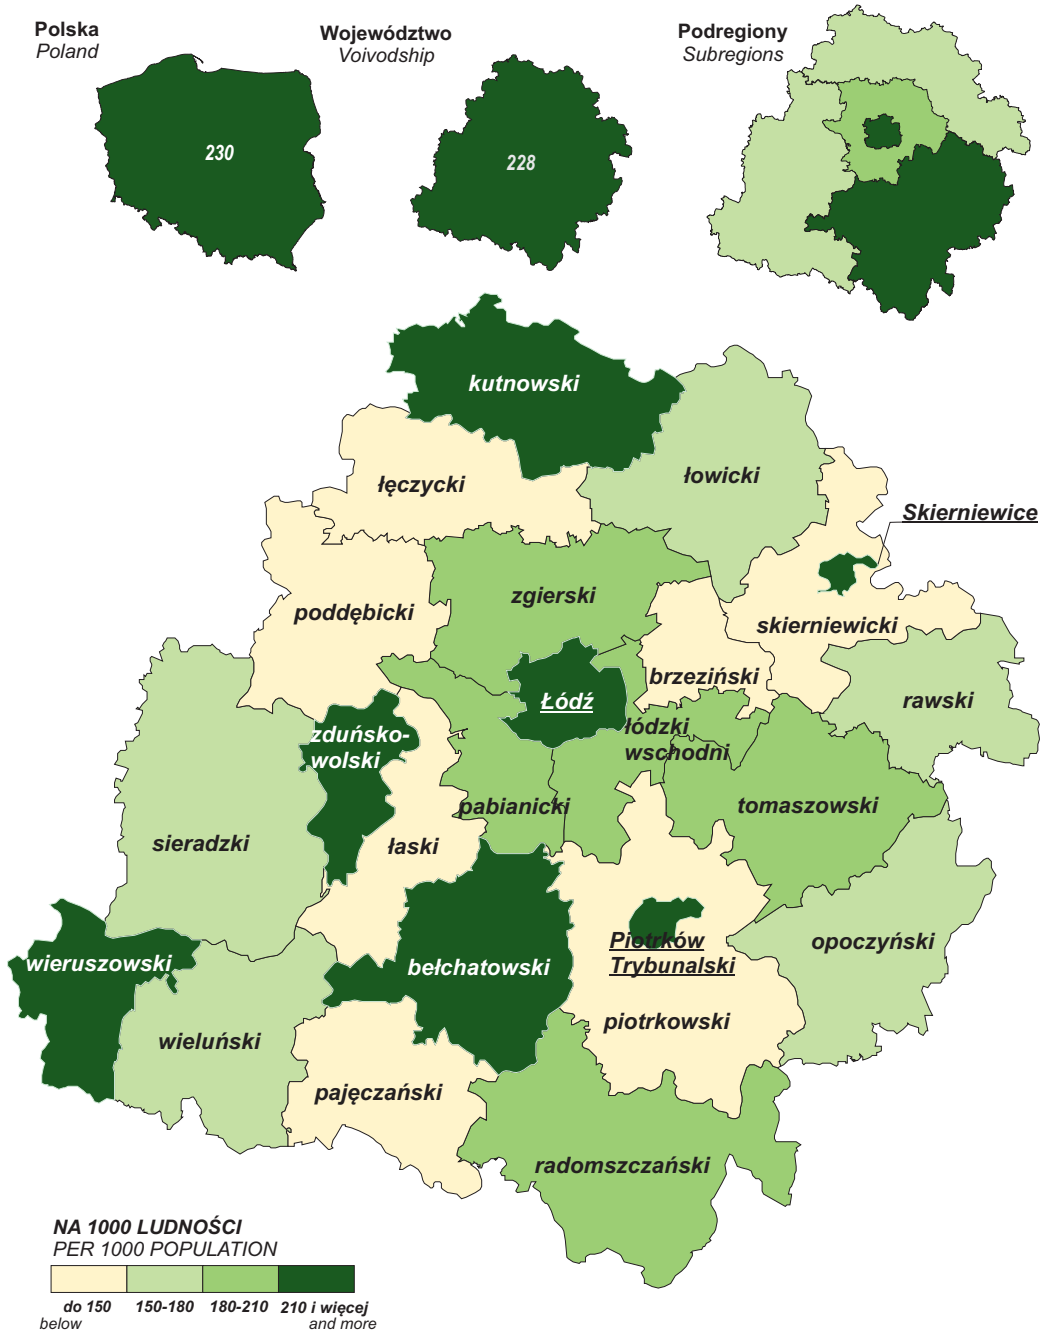 Polska
Poland
230
Województwo
Voivodship
228
Podregiony
Subregions
kutnowski
łęczycki
łowicki
Skierniewice
zgierski
poddębicki
skierniewicki
brzeziński
rawski
Łódź
łódzki
wschodni
zduńsko-
wolski
pabianicki
tomaszowski
sieradzki
łaski
Piotrków
Trybunalski
opoczyński
wieruszowski
bełchatowski
piotrkowski
wieluński
pajęczański
radomszczański
NA 1000 LUDNOŚCI
PER 1000 POPULATION
do 150 150-180 180-210 210 i więcej
below and more